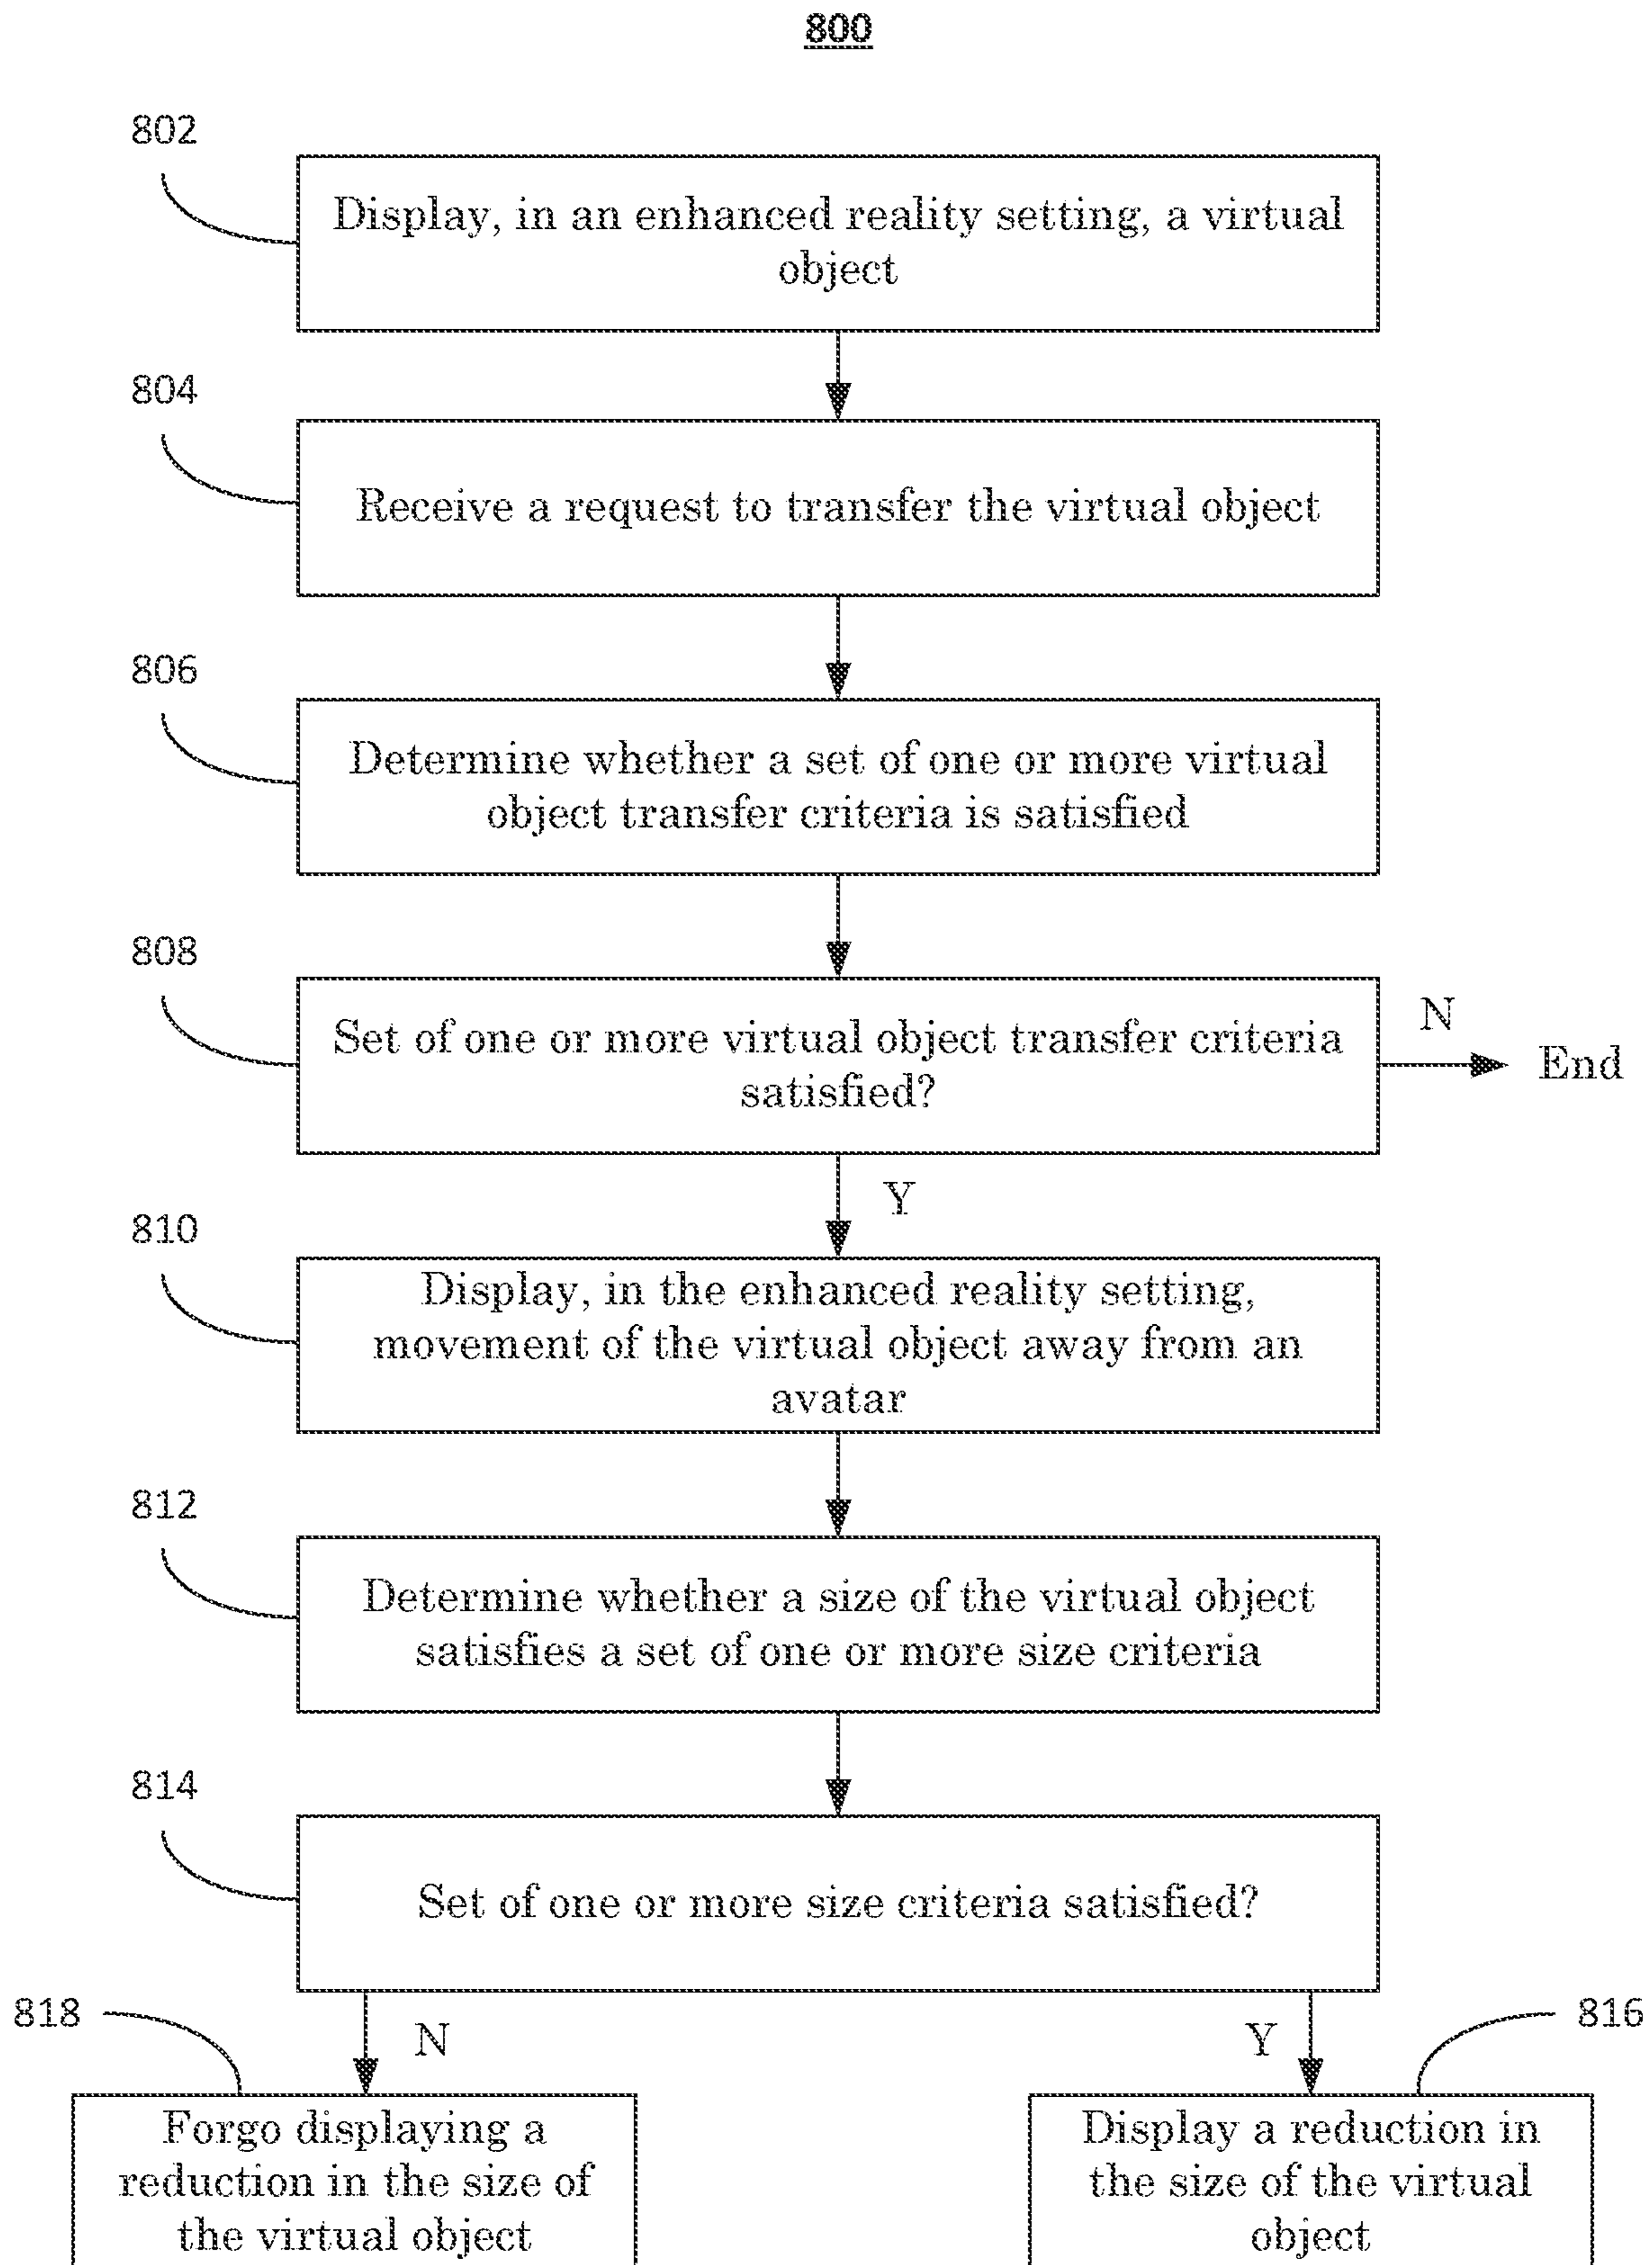 800
802
Display, in an enhanced reality setting, a virtual
object
804
Receive a request to transfer the virtual object
806
Determine whether a set of one or more virtual
object transfer criteria is satisfied
808
Set of one or more virtual object transfer criteria
satisfied?
N
End
Y
810
Display, in the enhanced reality setting,
movement of the virtual object away from an
avatar
812
Determine whether a size of the virtual object
satisfies a set of one or more size criteria
814
Set of one or more size criteria satisfied?
818
N
Y
816
Forgo displaying a
reduction in the size of
the virtual object
Display a reduction in
the size of the virtual
object